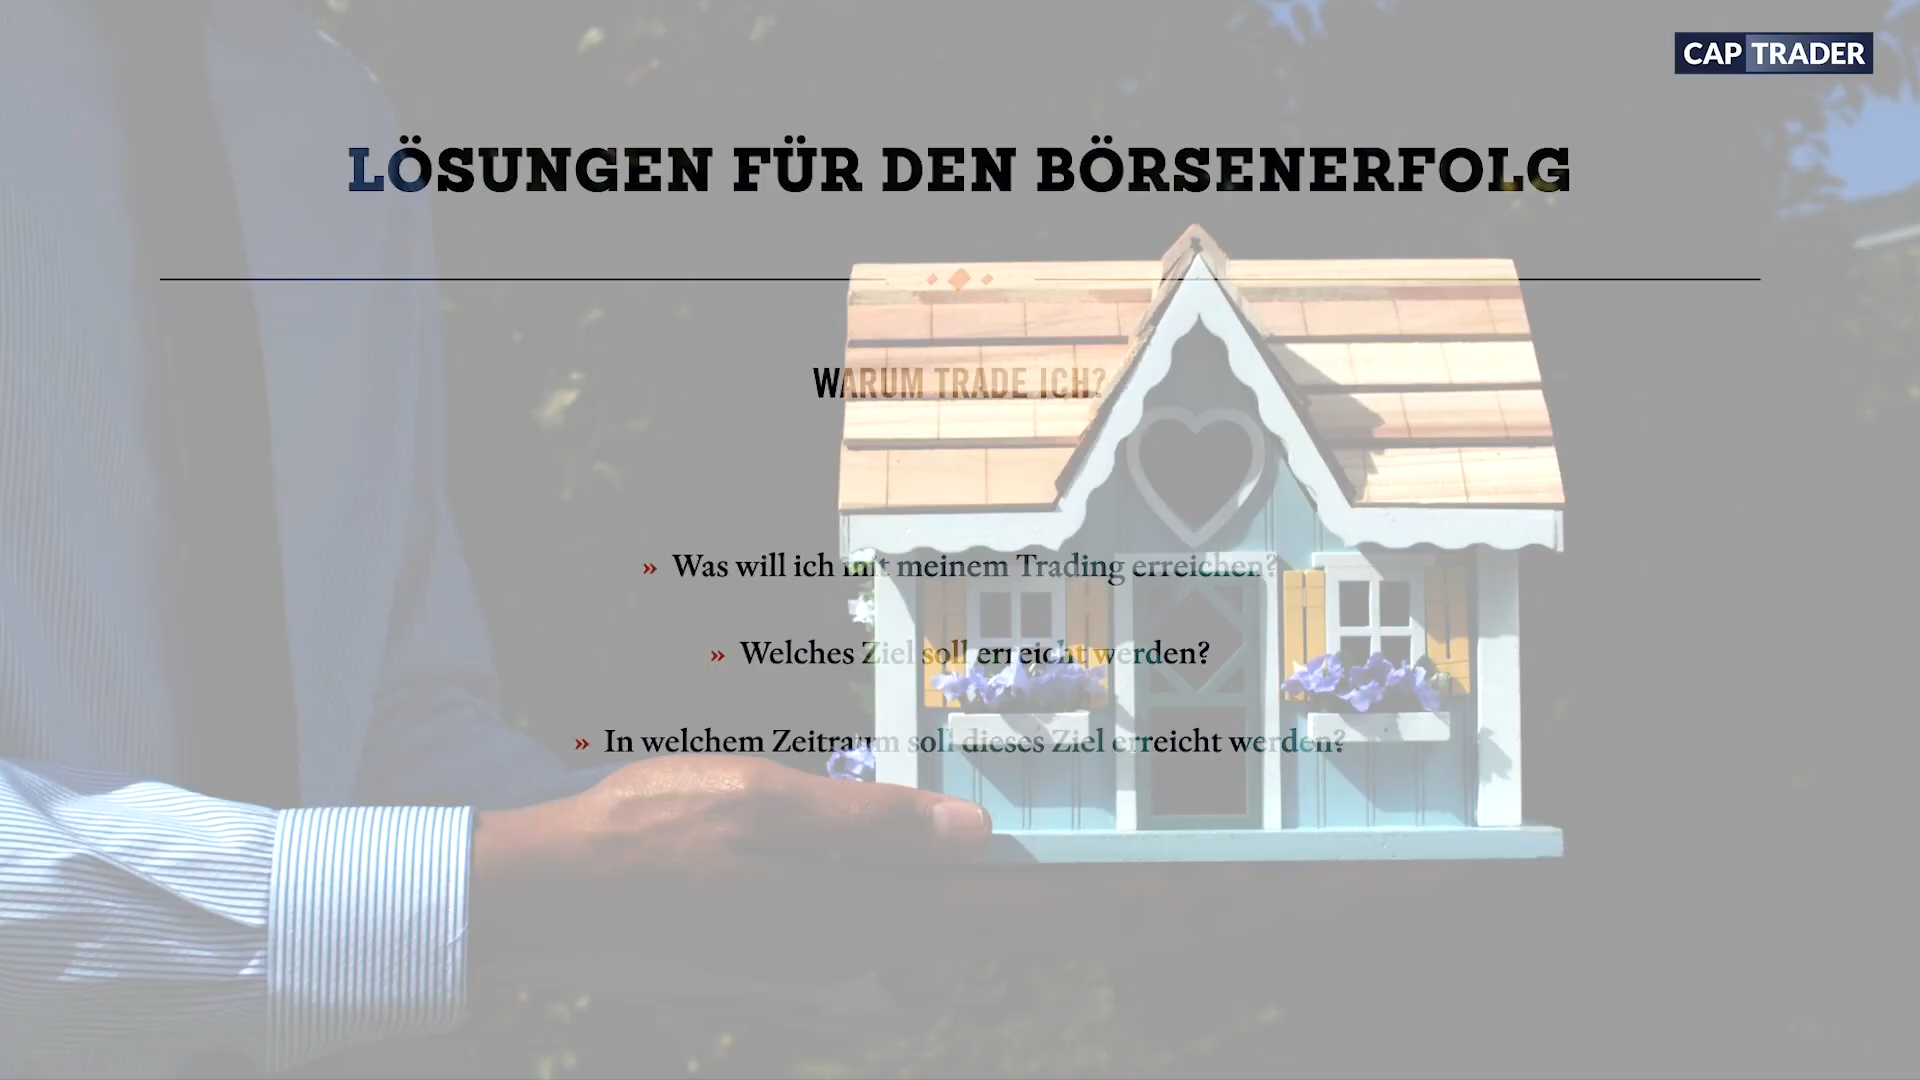 CAP TRADER
LÖSUNGEN FÜR DEN BÖRSENERFOLG
WARUM TRADE ICH?
» Was will ich mit meinem Trading erreichen?
» Welches Ziel soll erreicht werden?
» In welchem Zeitraum soll dieses Ziel erreicht werden?